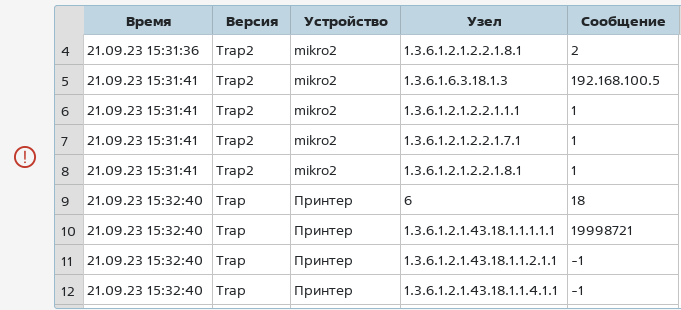 Время Версия Устройство Узел Сообщение
4 21.09.23 15:31:36 Trap2 mikro2 1.3.6.1.2.1.2.2.1.8.1 2
5 21.09.23 15:31:41 Trap2 mikro2 1.3.6.1.6.3.18.1.3 192.168.100.5
6 21.09.23 15:31:41 Trap2 mikro2 1.3.6.1.2.1.2.2.1.1.1 1
7 21.09.23 15:31:41 Trap2 mikro2 1.3.6.1.2.1.2.2.1.7.1 1
8 21.09.23 15:31:41 Trap2 mikro2 1.3.6.1.2.1.2.2.1.8.1 1
9 21.09.23 15:32:40 Trap Принтер 6 18
10 21.09.23 15:32:40 Trap Принтер 1.3.6.1.2.1.43.18.1.1.1.1.1 19998721
11 21.09.23 15:32:40 Trap Принтер 1.3.6.1.2.1.43.18.1.1.2.1.1 -1
12 21.09.23 15:32:40 Trap Принтер 1.3.6.1.2.1.43.18.1.1.4.1.1 -1